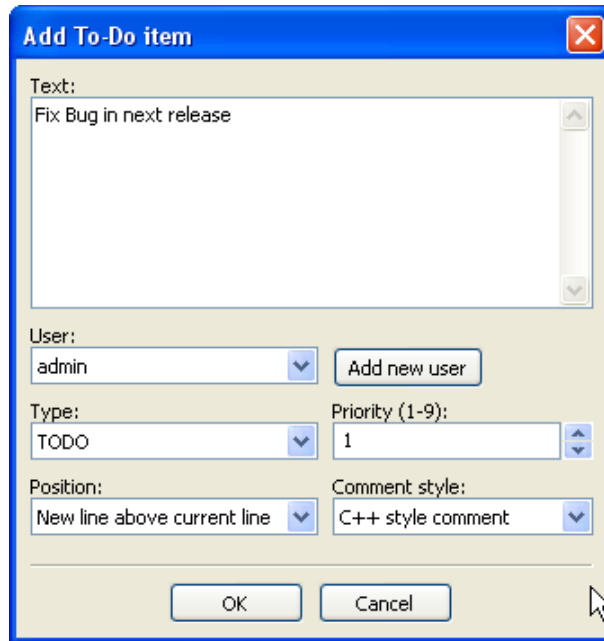 Add To-Do item
Text:
Fix Bug in next release
User:
admin
Add new user
Type:
Priority (1-9):
TODO
1
Position:
Comment style:
New line above current line
C++ style comment
OK
Cancel